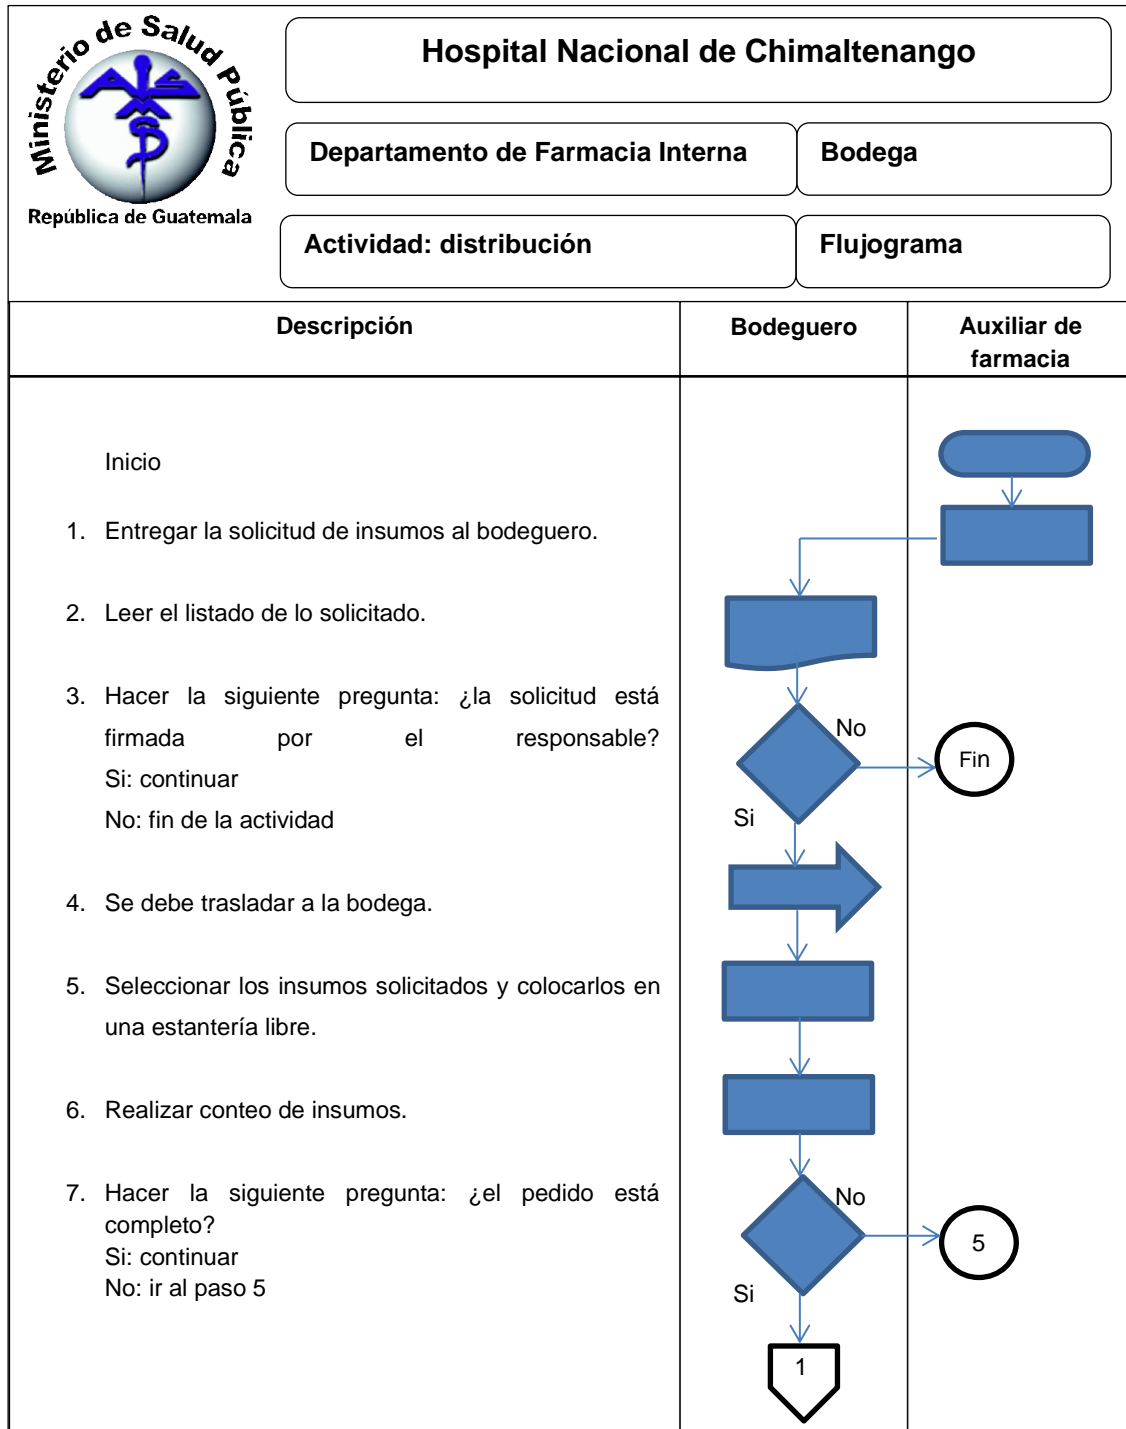 Ministerio de Salud Pública
República de Guatemala
Hospital Nacional de Chimaltenango
Departamento de Farmacia Interna
Bodega
Actividad: distribución
Flujograma
Descripción
Bodeguero
Auxiliar de
farmacia
Inicio
1. Entregar la solicitud de insumos al bodeguero.
2. Leer el listado de lo solicitado.
3. Hacer la siguiente pregunta: ¿la solicitud está
firmada por el responsable?
Si: continuar
No: fin de la actividad
No
Fin
Si
4. Se debe trasladar a la bodega.
5. Seleccionar los insumos solicitados y colocarlos en
una estantería libre.
6. Realizar conteo de insumos.
7. Hacer la siguiente pregunta: ¿el pedido está
completo?
Si: continuar
No: ir al paso 5
No
5
Si
1